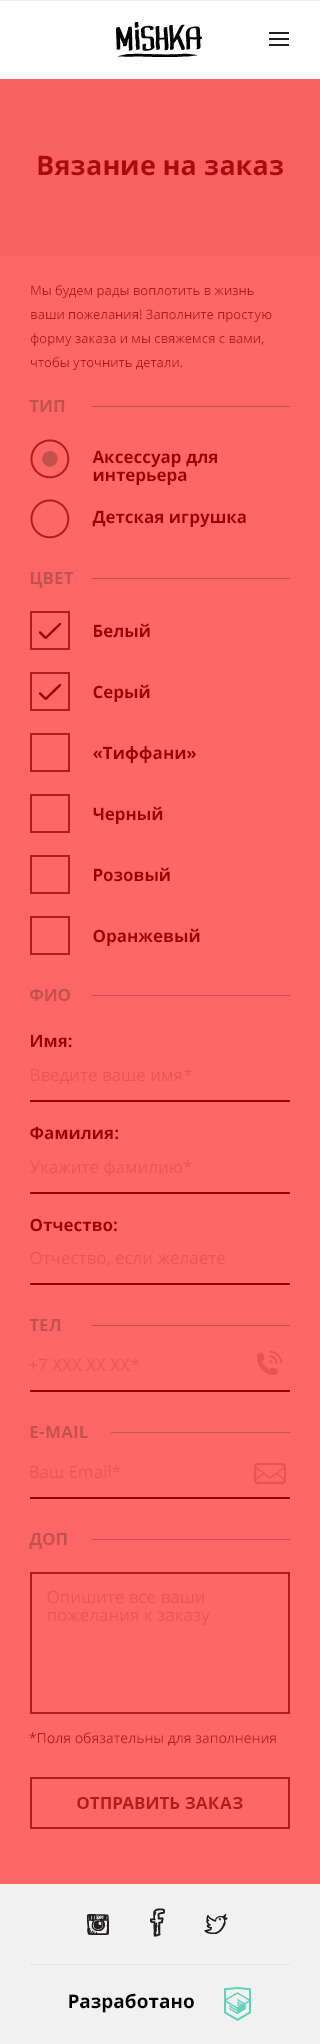 MiSHKA
Вязание на заказ
Мы будем рады воплотить в жизнь
ваши пожелания! Заполните простую
форму заказа и мы свяжемся с вами,
чтобы уточнить детали.
ТИП
Аксессуар для
интерьера
Детская игрушка
ЦВЕТ
Белый
Серый
«Тиффани»
Черный
Розовый
Оранжевый
ФИО
Имя:
Введите ваше имя*
Фамилия:
Укажите фамилию*
Отчество:
Отчество, если желаете
ТЕЛ
+7 XXX XX XX*
E-MAIL
Ваш Email*
ДОП
Опишите все ваши
пожелания к заказу
*Поля обязательны для заполнения
ОТПРАВИТЬ ЗАКАЗ
Разработано